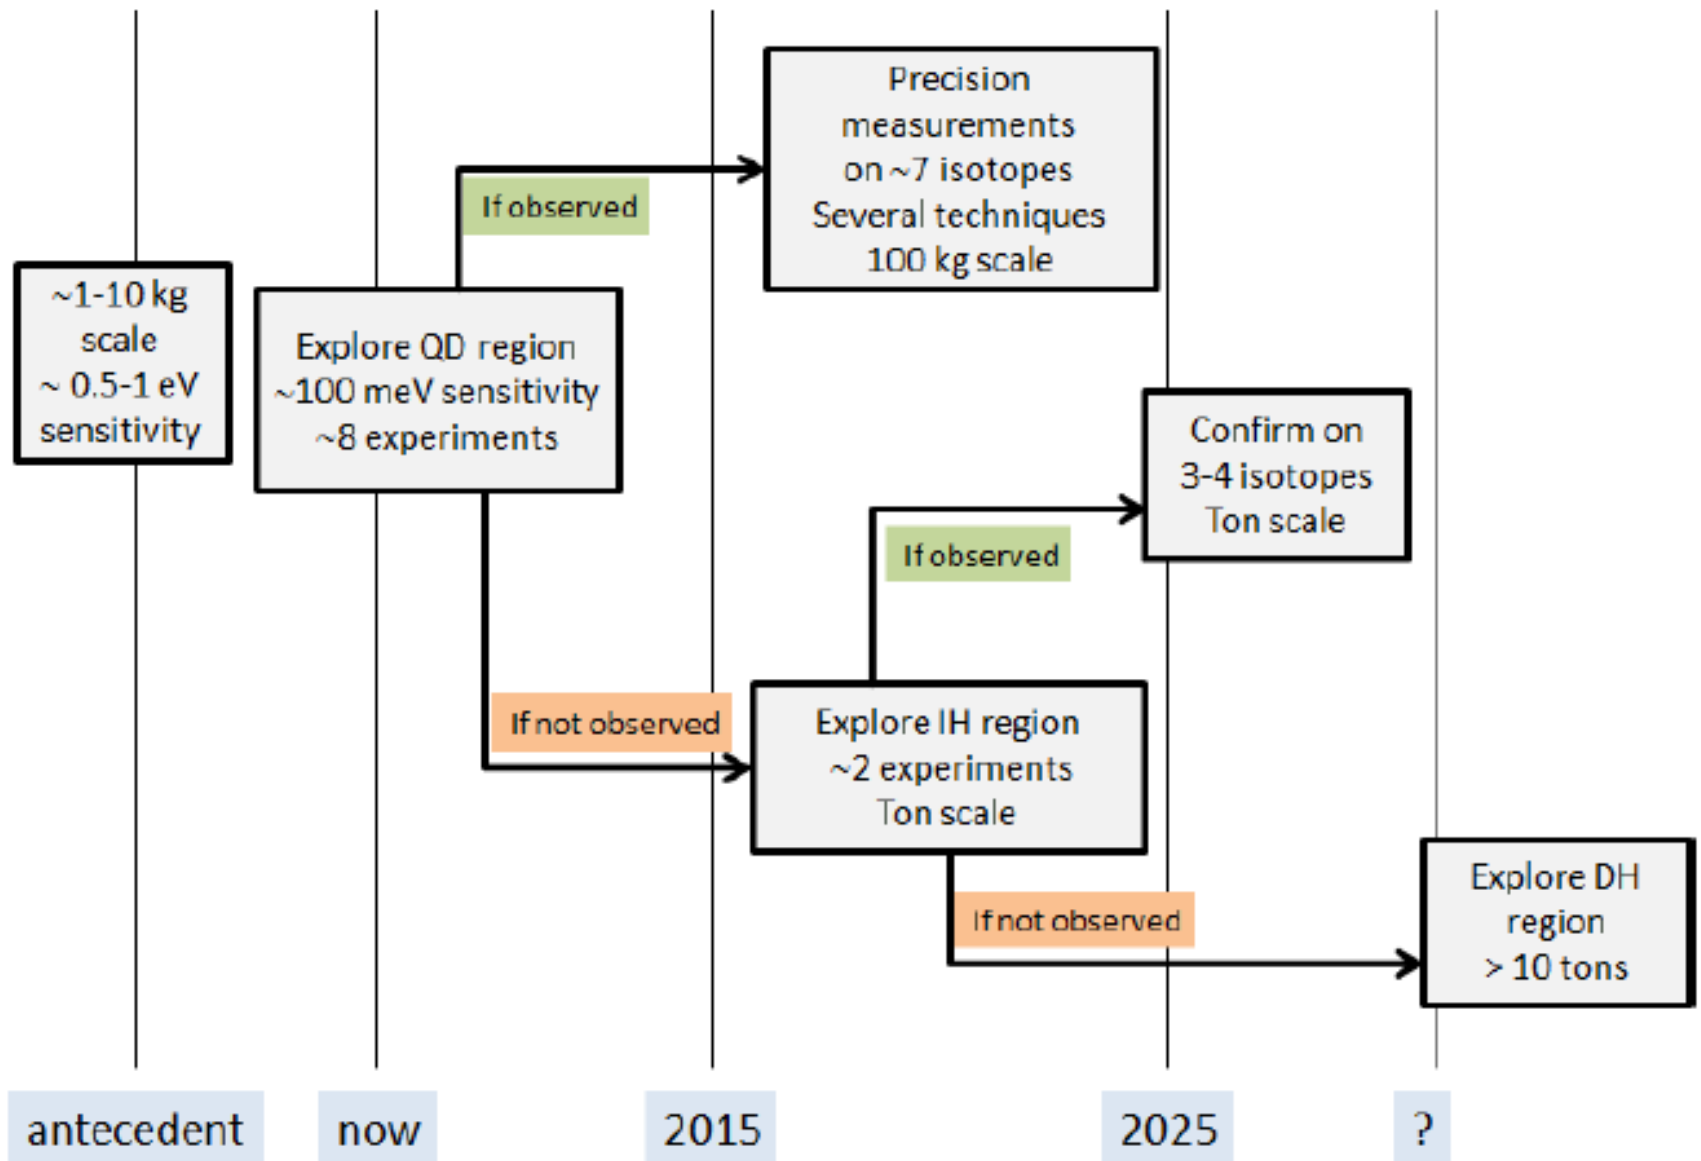 Precision
measurements
on ~7 isotopes
Several techniques
100 kg scale
If observed
~1-10 kg
scale
~ 0.5-1 eV
sensitivity
Explore QD region
~100 meV sensitivity
~8 experiments
Confirm on
3-4 isotopes
Ton scale
If observed
If not observed
Explore IH region
~2 experiments
Ton scale
If not observed
Explore DH
region
> 10 tons
antecedent
now
2015
2025
?